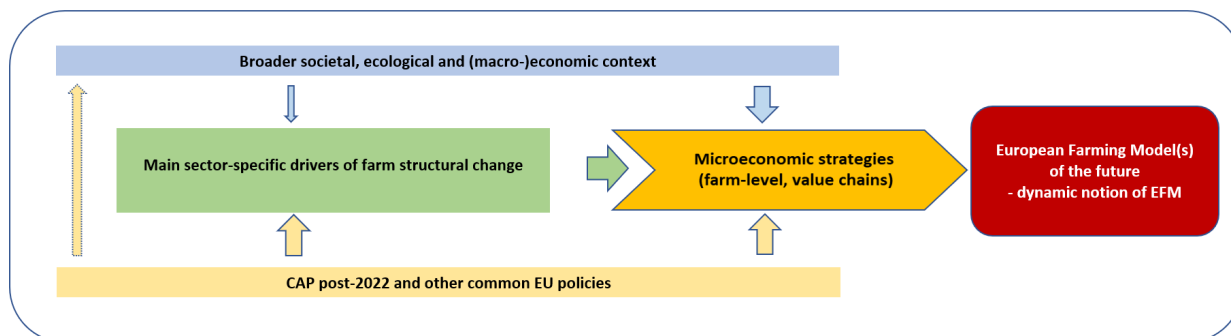 Broader societal, ecological and (macro-)economic context
Main sector-specific drivers of farm structural change
Microeconomic strategies
(farm-level, value chains)
European Farming Model(s)
of the future
- dynamic notion of EFM
CAP post-2022 and other common EU policies